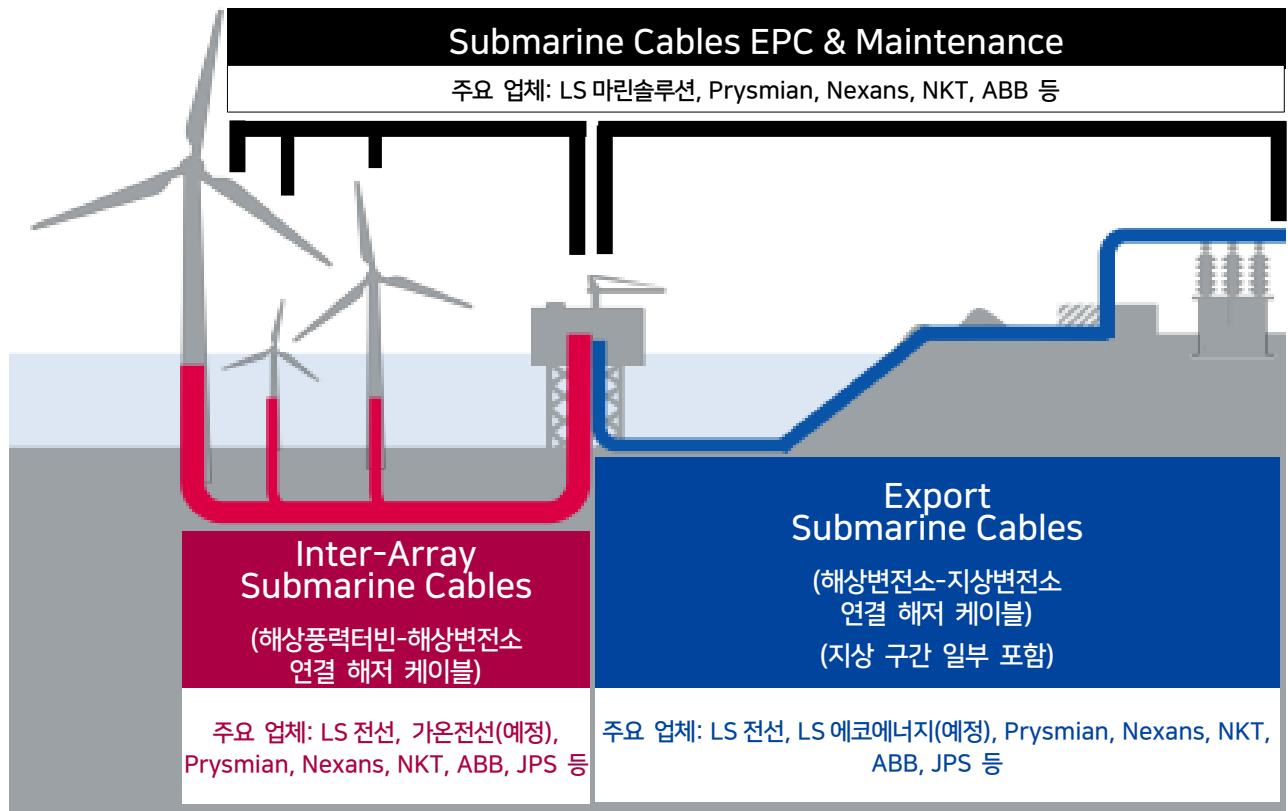 Submarine Cables EPC & Maintenance
주요 업체: LS 마린솔루션, Prysmian, Nexans, NKT, ABB 등
Inter-Array
Submarine Cables
(해상풍력터빈-해상변전소
연결 해저 케이블)
주요 업체: LS 전선, 가온전선(예정),
Prysmian, Nexans, NKT, ABB, JPS 등
Export
Submarine Cables
(해상변전소-지상변전소
연결 해저 케이블)
(지상 구간 일부 포함)
주요 업체: LS 전선, LS 에코에너지(예정), Prysmian, Nexans, NKT,
ABB, JPS 등